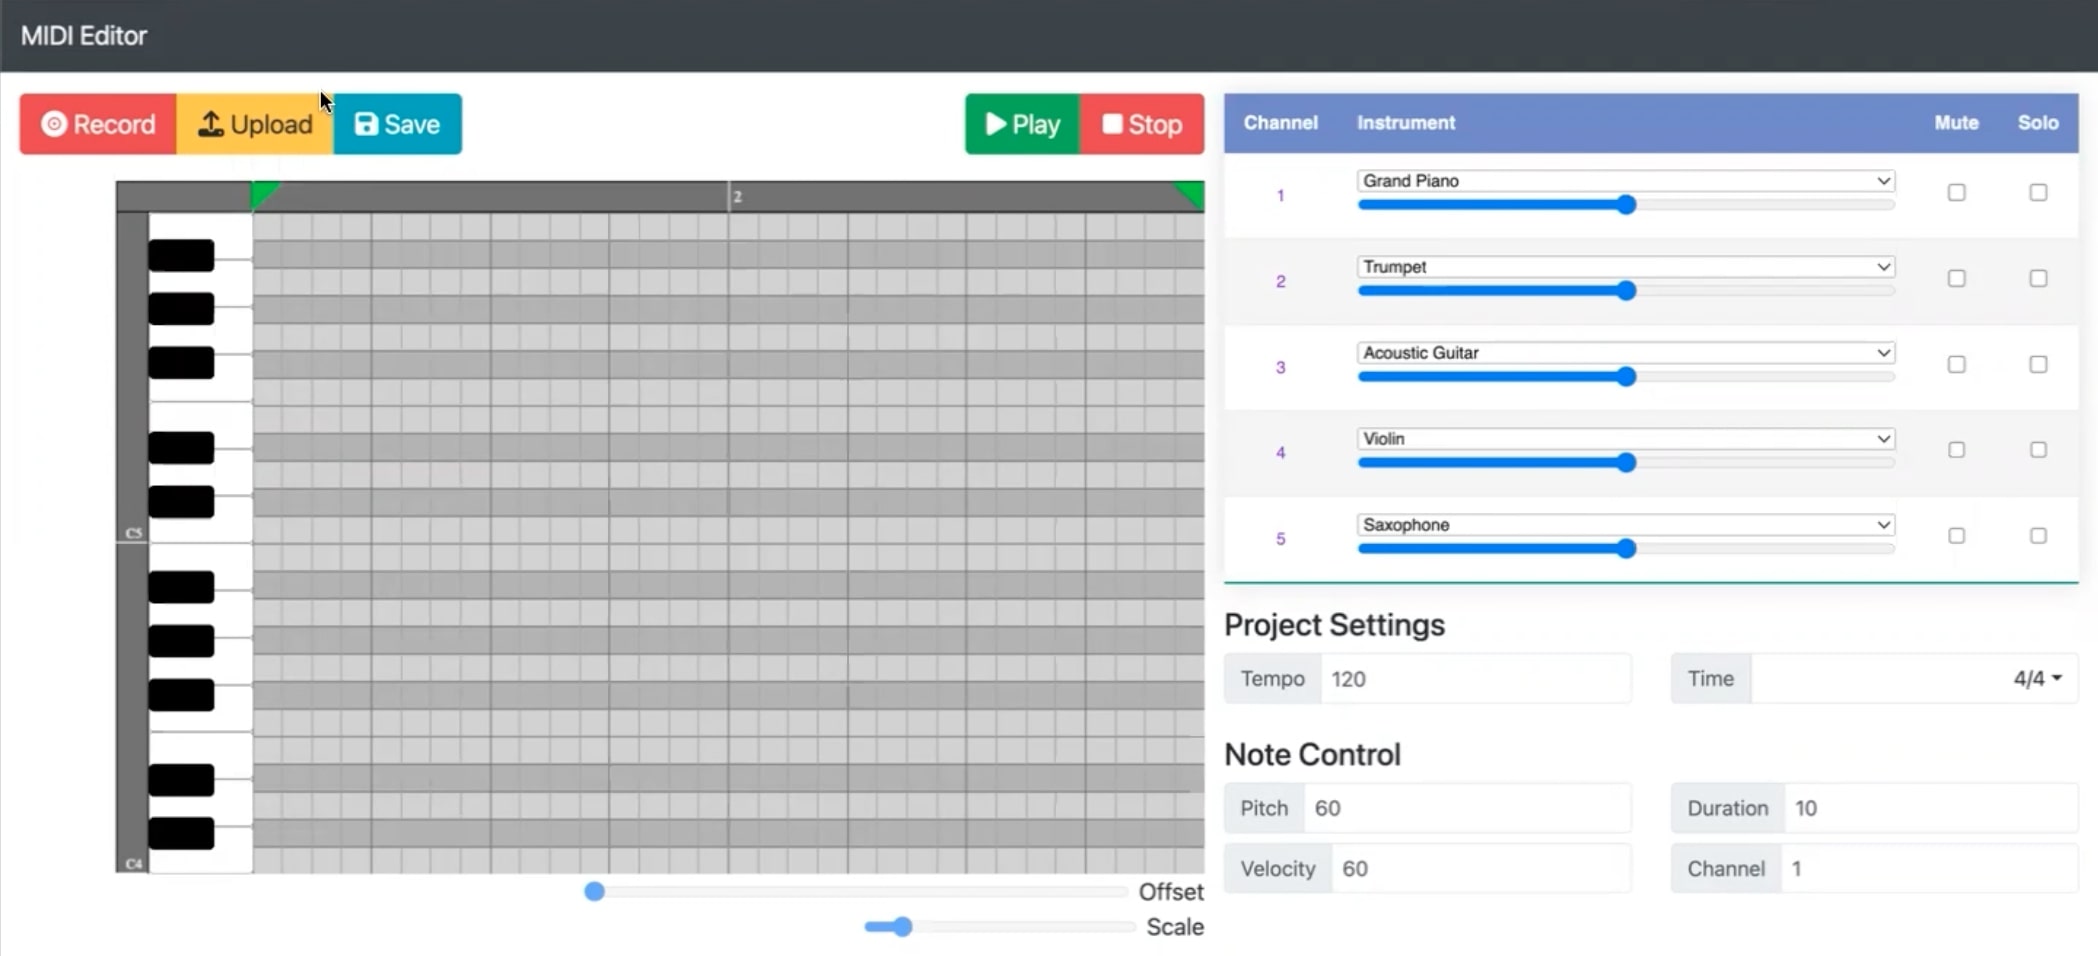 MIDI Editor
Record Upload Save Play Stop
2
C5
C4
Offset
Scale
Channel Instrument Mute Solo
1 Grand Piano
2 Trumpet
3 Acoustic Guitar
4 Violin
5 Saxophone
Project Settings
Tempo 120 Time 4/4
Note Control
Pitch 60 Duration 10
Velocity 60 Channel 1